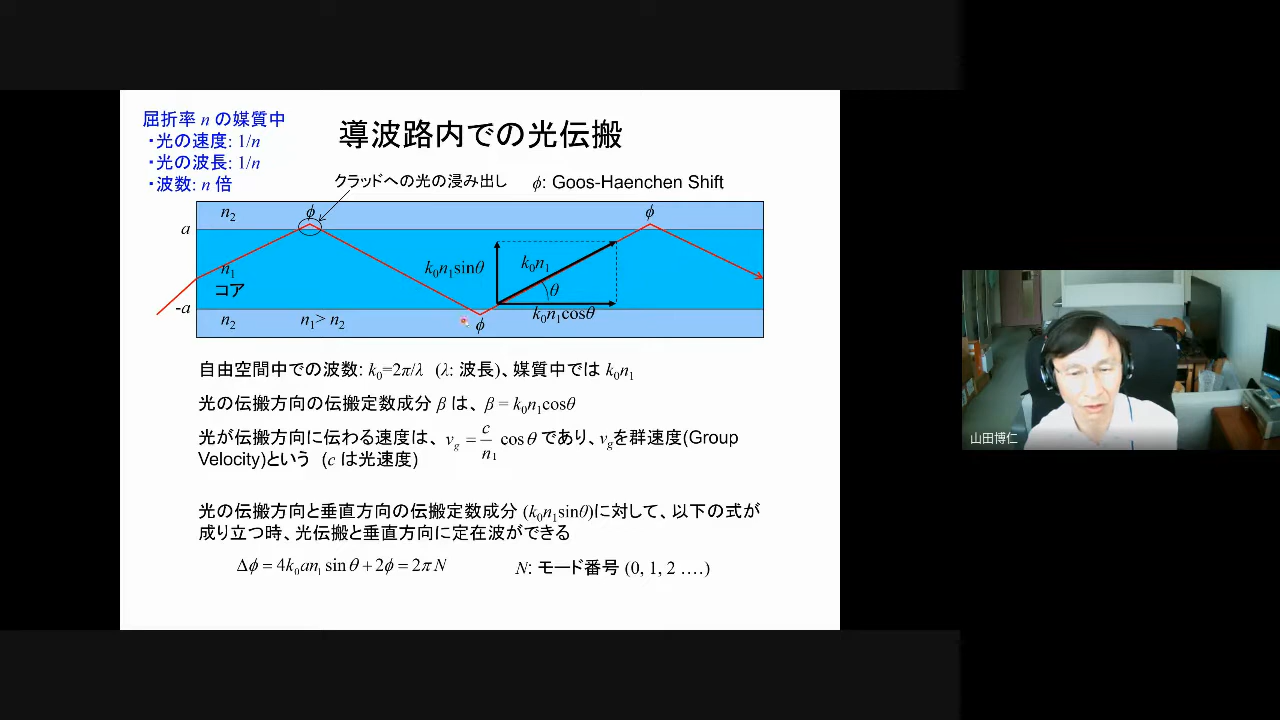 屈折率 n の媒質中
・光の速度: 1/n
・光の波長: 1/n
・波数: n 倍
導波路内での光伝搬
クラッドへの光の浸み出し
ϕ: Goos-Haenchen Shift
n₂
ϕ
ϕ
a
k₀n₁sinθ
k₀n₁
n₁
コア
θ
-a
k₀n₁cosθ
n₂
n₁> n₂
ϕ
自由空間中での波数: k₀=2π/λ (λ: 波長)、媒質中では k₀n₁
光の伝搬方向の伝搬定数成分 β は、 β = k₀n₁cosθ
光が伝搬方向に伝わる速度は、 v_g = c/n₁ cosθ であり、v_gを群速度(Group
Velocity)という (c は光速度)
光の伝搬方向と垂直方向の伝搬定数成分 (k₀n₁sinθ)に対して、以下の式が
成り立つ時、光伝搬と垂直方向に定在波ができる
Δϕ = 4k₀an₁ sinθ + 2ϕ = 2πN
N: モード番号 (0, 1, 2 ….)
山田博仁